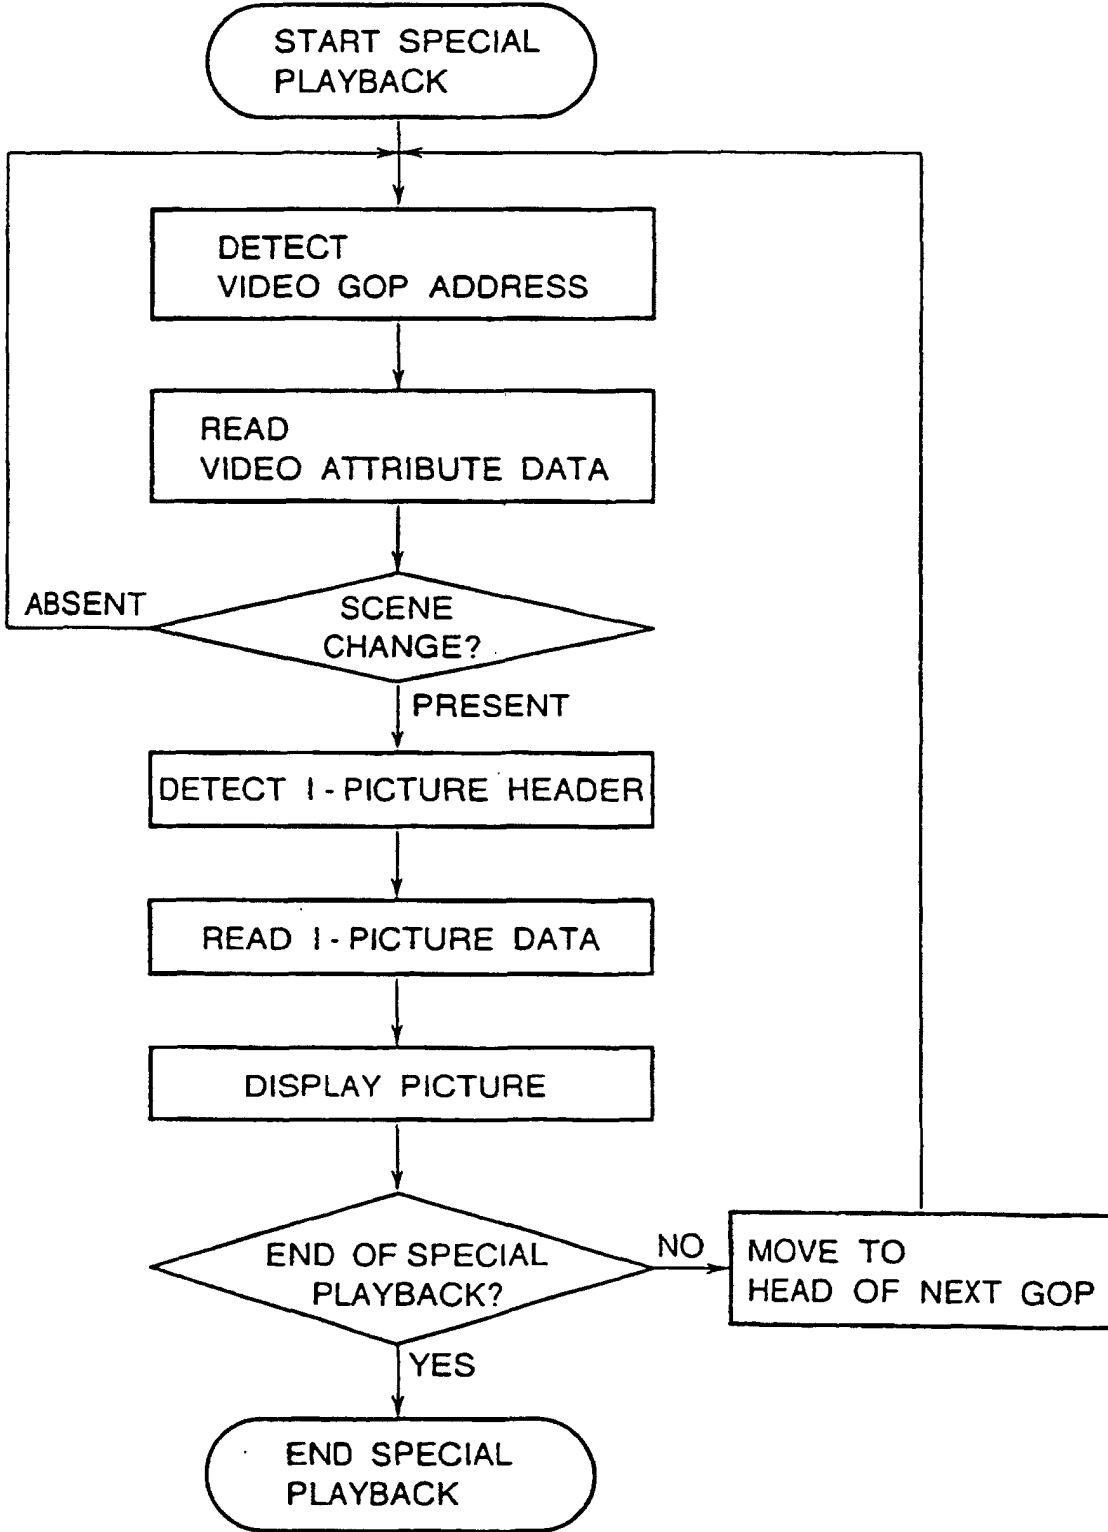 START SPECIAL
PLAYBACK
DETECT
VIDEO GOP ADDRESS
READ
VIDEO ATTRIBUTE DATA
ABSENT
SCENE
CHANGE?
PRESENT
DETECT I-PICTURE HEADER
READ I-PICTURE DATA
DISPLAY PICTURE
END OF SPECIAL
PLAYBACK?
NO
MOVE TO
HEAD OF NEXT GOP
YES
END SPECIAL
PLAYBACK